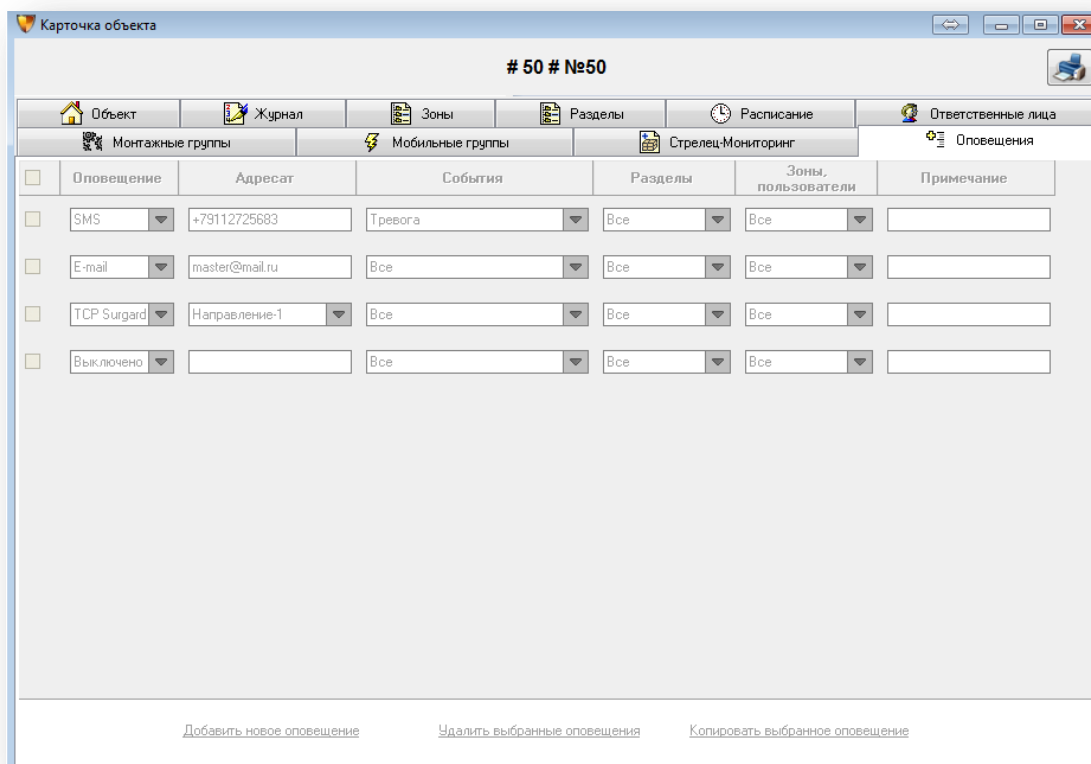 Карточка объекта
# 50 # №50
Объект Журнал Зоны Разделы Расписание Ответственные лица
Монтажные группы Мобильные группы Стрелец-Мониторинг Оповещения
Оповещение Адресат События Разделы Зоны, пользователи Примечание
SMS +79112725683 Тревога Все Все
E-mail master@mail.ru Все Все Все
TCP Surgard Направление-1 Все Все Все
Выключено Все Все Все
Добавить новое оповещение Удалить выбранные оповещения Копировать выбранное оповещение